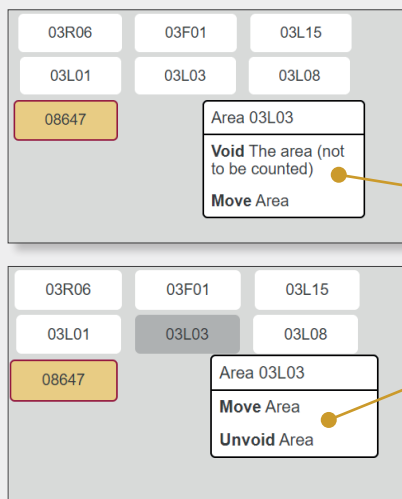 03R06 03F01 03L15
03L01 03L03 03L08
08647
Area 03L03
Void The area (not
to be counted)
Move Area
03R06 03F01 03L15
03L01 03L03 03L08
08647
Area 03L03
Move Area
Unvoid Area